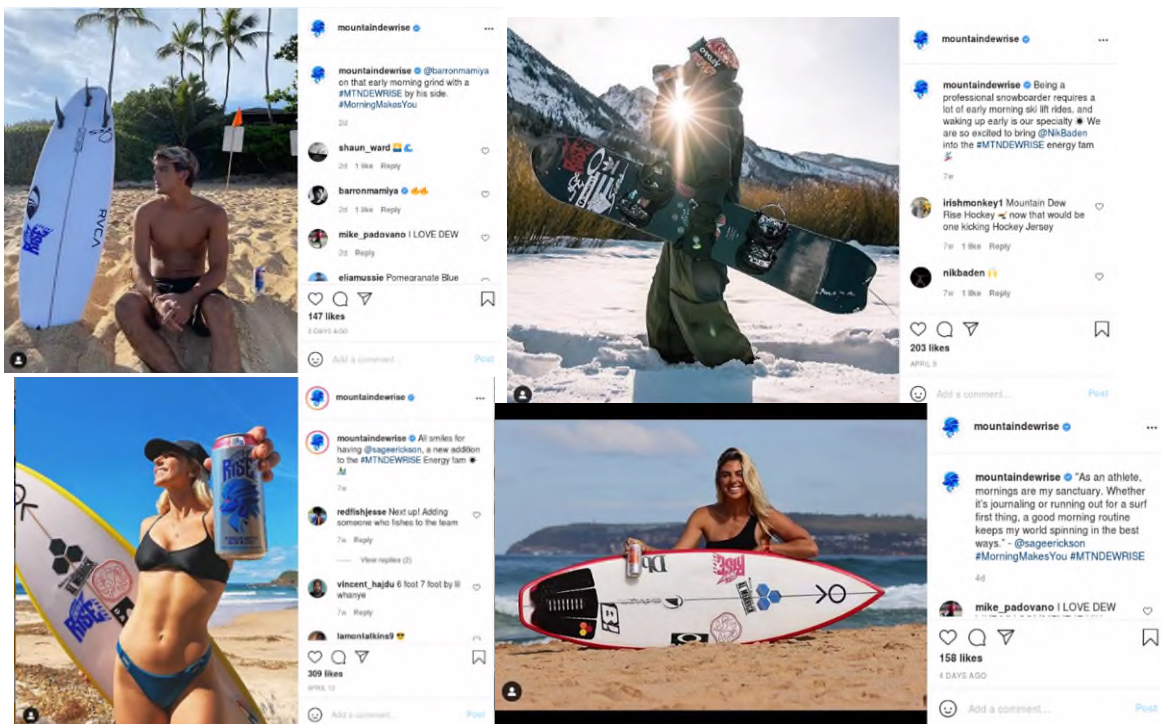 mountaindewrise
mountaindewrise @barronmamiya
on that early morning grind with a
#MTNDEWRISE by his side.
#MorningMakesYou
2d
shaun_ward
2d 1 like Reply
barronmamiya
2d 1 like Reply
mike_padovano I LOVE DEW
2d Reply
eliamussie Pomegranate Blue
147 likes
3 DAYS AGO
Add a comment...
Post
RVCA
mountaindewrise
mountaindewrise Being a
professional snowboarder requires a
lot of early morning ski lift rides, and
waking up early is our specialty We
are so excited to bring @NikBaden
into the #MTNDEWRISE energy fam
7w
irishmonkey1 Mountain Dew
Rise Hockey now that would be
one kicking Hockey Jersey
7w 1 like Reply
nikbaden
7w 1 like Reply
203 likes
APRIL 9
Add a comment...
Post
OAKLEY
mountaindewrise
mountaindewrise All smiles for
having @sageerickson, a new addition
to the #MTNDEWRISE Energy fam
7w
redfishjesse Next up! Adding
someone who fishes to the team
7w Reply
View replies (2)
vincent_hajdu 6 foot 7 foot by lil
whanye
7w Reply
lamontalkins9
309 likes
APRIL 13
Add a comment...
Post
RISE
RISE
mountaindewrise
mountaindewrise "As an athlete,
mornings are my sanctuary. Whether
it's journaling or running out for a surf
first thing, a good morning routine
keeps my world spinning in the best
ways." - @sageerickson
#MorningMakesYou #MTNDEWRISE
4d
mike_padovano I LOVE DEW
158 likes
4 DAYS AGO
Add a comment...
Post
RISE